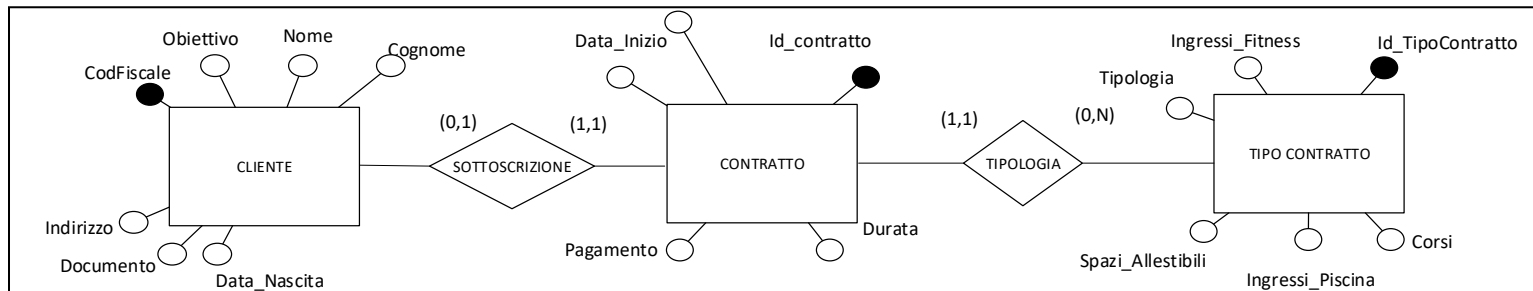 Obiettivo
Nome
Cognome
CodFiscale
Data_Inizio
Id_contratto
Ingressi_Fitness
Id_TipoContratto
Tipologia
(0,1)
(1,1)
(1,1)
(0,N)
CLIENTE
SOTTOSCRIZIONE
CONTRATTO
TIPOLOGIA
TIPO CONTRATTO
Indirizzo
Documento
Data_Nascita
Pagamento
Durata
Spazi_Allestibili
Ingressi_Piscina
Corsi